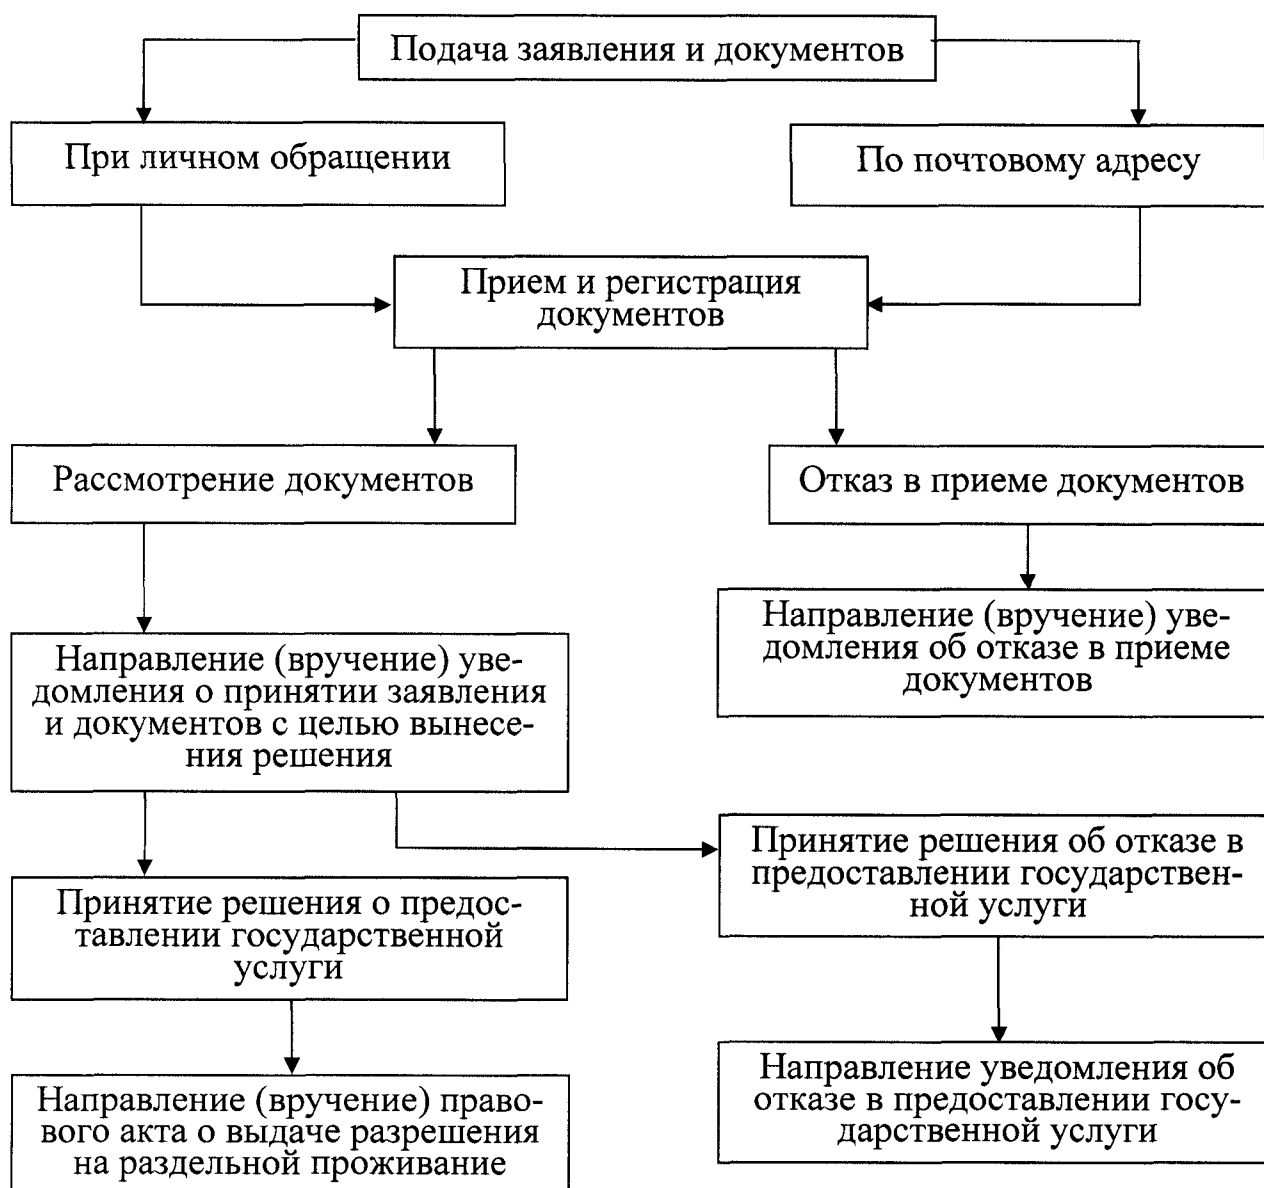 Подача заявления и документов
При личном обращении
По почтовому адресу
Прием и регистрация
документов
Рассмотрение документов
Отказ в приеме документов
Направление (вручение) уве-
домления об отказе в приеме
документов
Направление (вручение) уве-
домления о принятии заявления
и документов с целью вынесе-
ния решения
Принятие решения об отказе в
предоставлении государствен-
ной услуги
Принятие решения о предос-
тавлении государственной
услуги
Направление уведомления об
отказе в предоставлении госу-
дарственной услуги
Направление (вручение) право-
вого акта о выдаче разрешения
на раздельной проживание